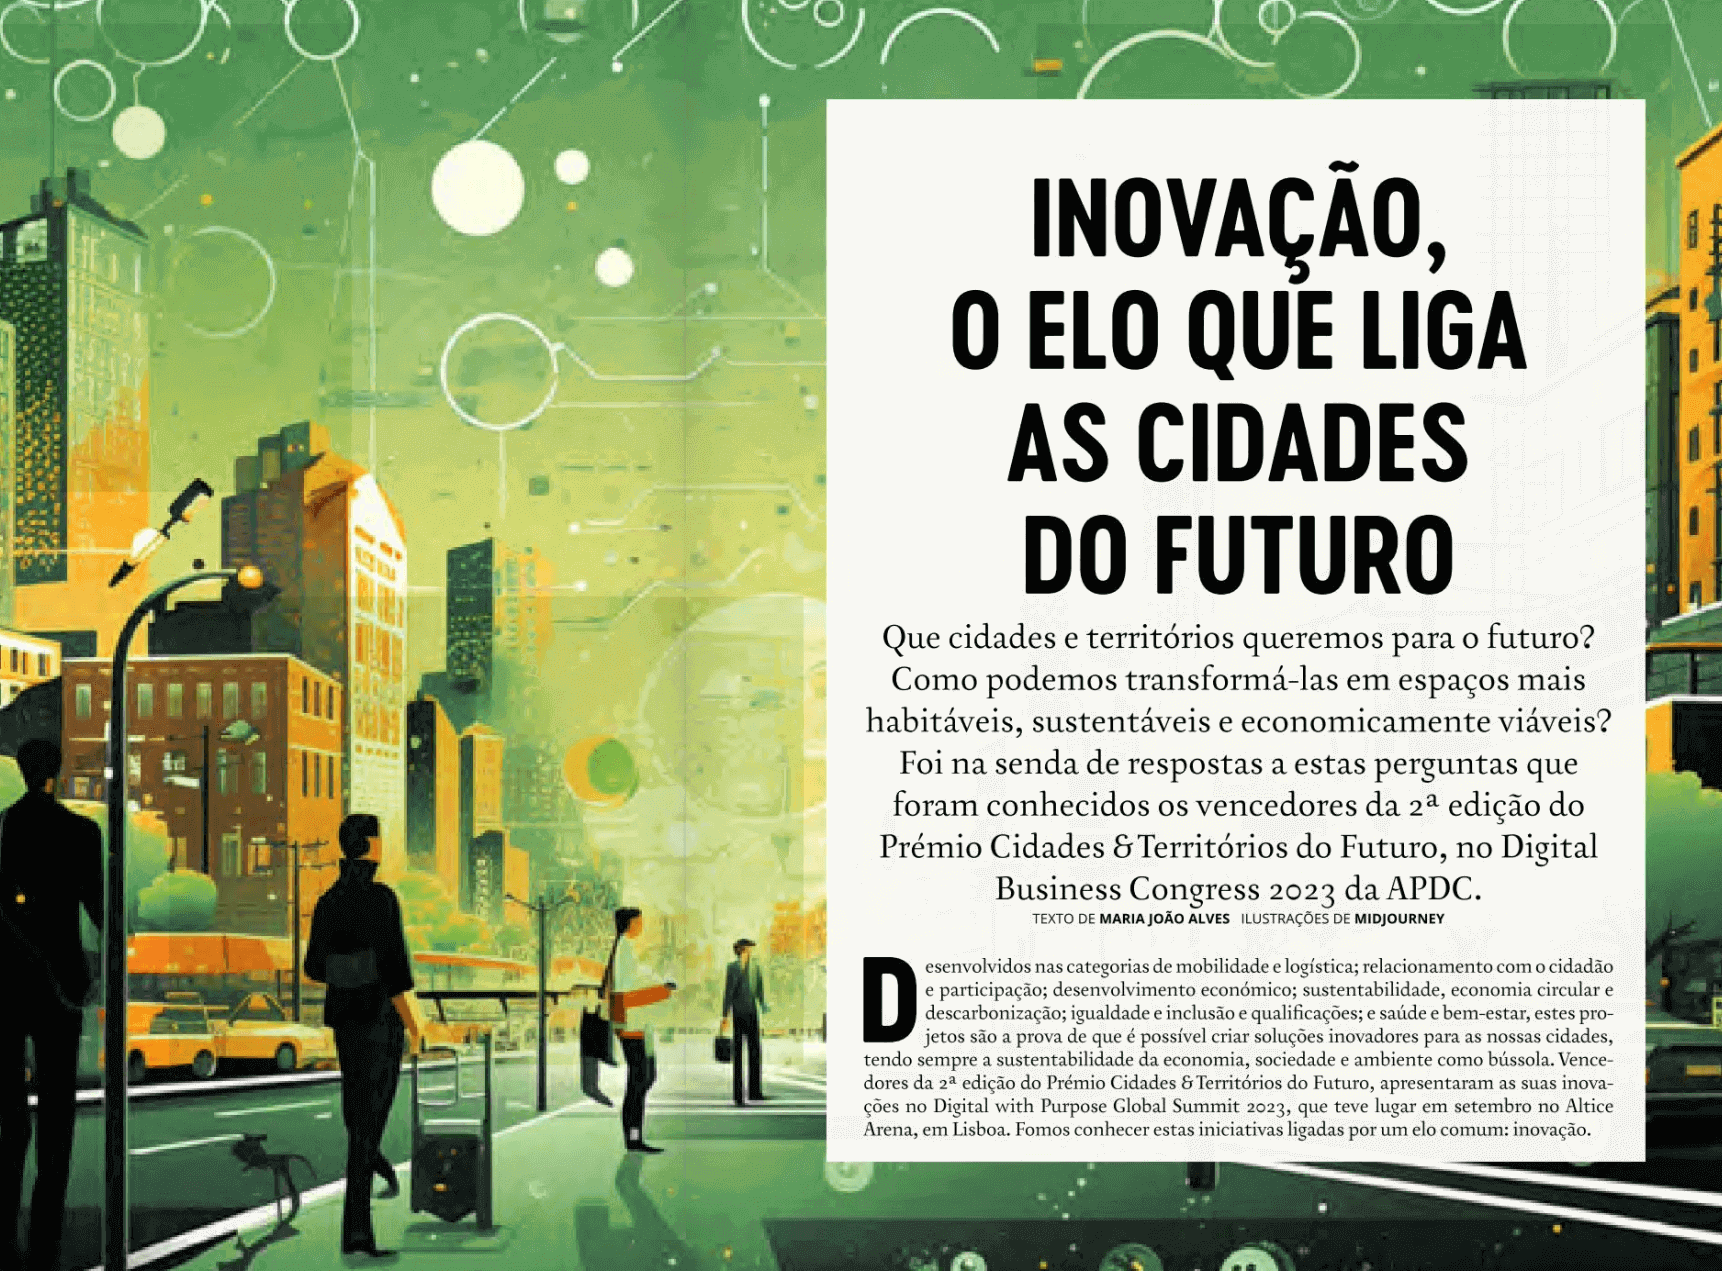 INOVAÇÃO,
O ELO QUE LIGA
AS CIDADES
DO FUTURO
Que cidades e territórios queremos para o futuro?
Como podemos transformá-las em espaços mais
habitáveis, sustentáveis e economicamente viáveis?
Foi na senda de respostas a estas perguntas que
foram conhecidos os vencedores da 2ª edição do
Prémio Cidades & Territórios do Futuro, no Digital
Business Congress 2023 da APDC.
TEXTO DE MARIA JOÃO ALVES ILUSTRAÇÕES DE MIDJOURNEY
Desenvolvidos nas categorias de mobilidade e logística; relacionamento com o cidadão
e participação; desenvolvimento económico; sustentabilidade, economia circular e
descarbonização; igualdade e inclusão e qualificações; e saúde e bem-estar, estes pro-
jetos são a prova de que é possível criar soluções inovadores para as nossas cidades,
tendo sempre a sustentabilidade da economia, sociedade e ambiente como bússola. Vence-
dores da 2ª edição do Prémio Cidades & Territórios do Futuro, apresentaram as suas inova-
ções no Digital with Purpose Global Summit 2023, que teve lugar em setembro no Altice
Arena, em Lisboa. Fomos conhecer estas iniciativas ligadas por um elo comum: inovação.